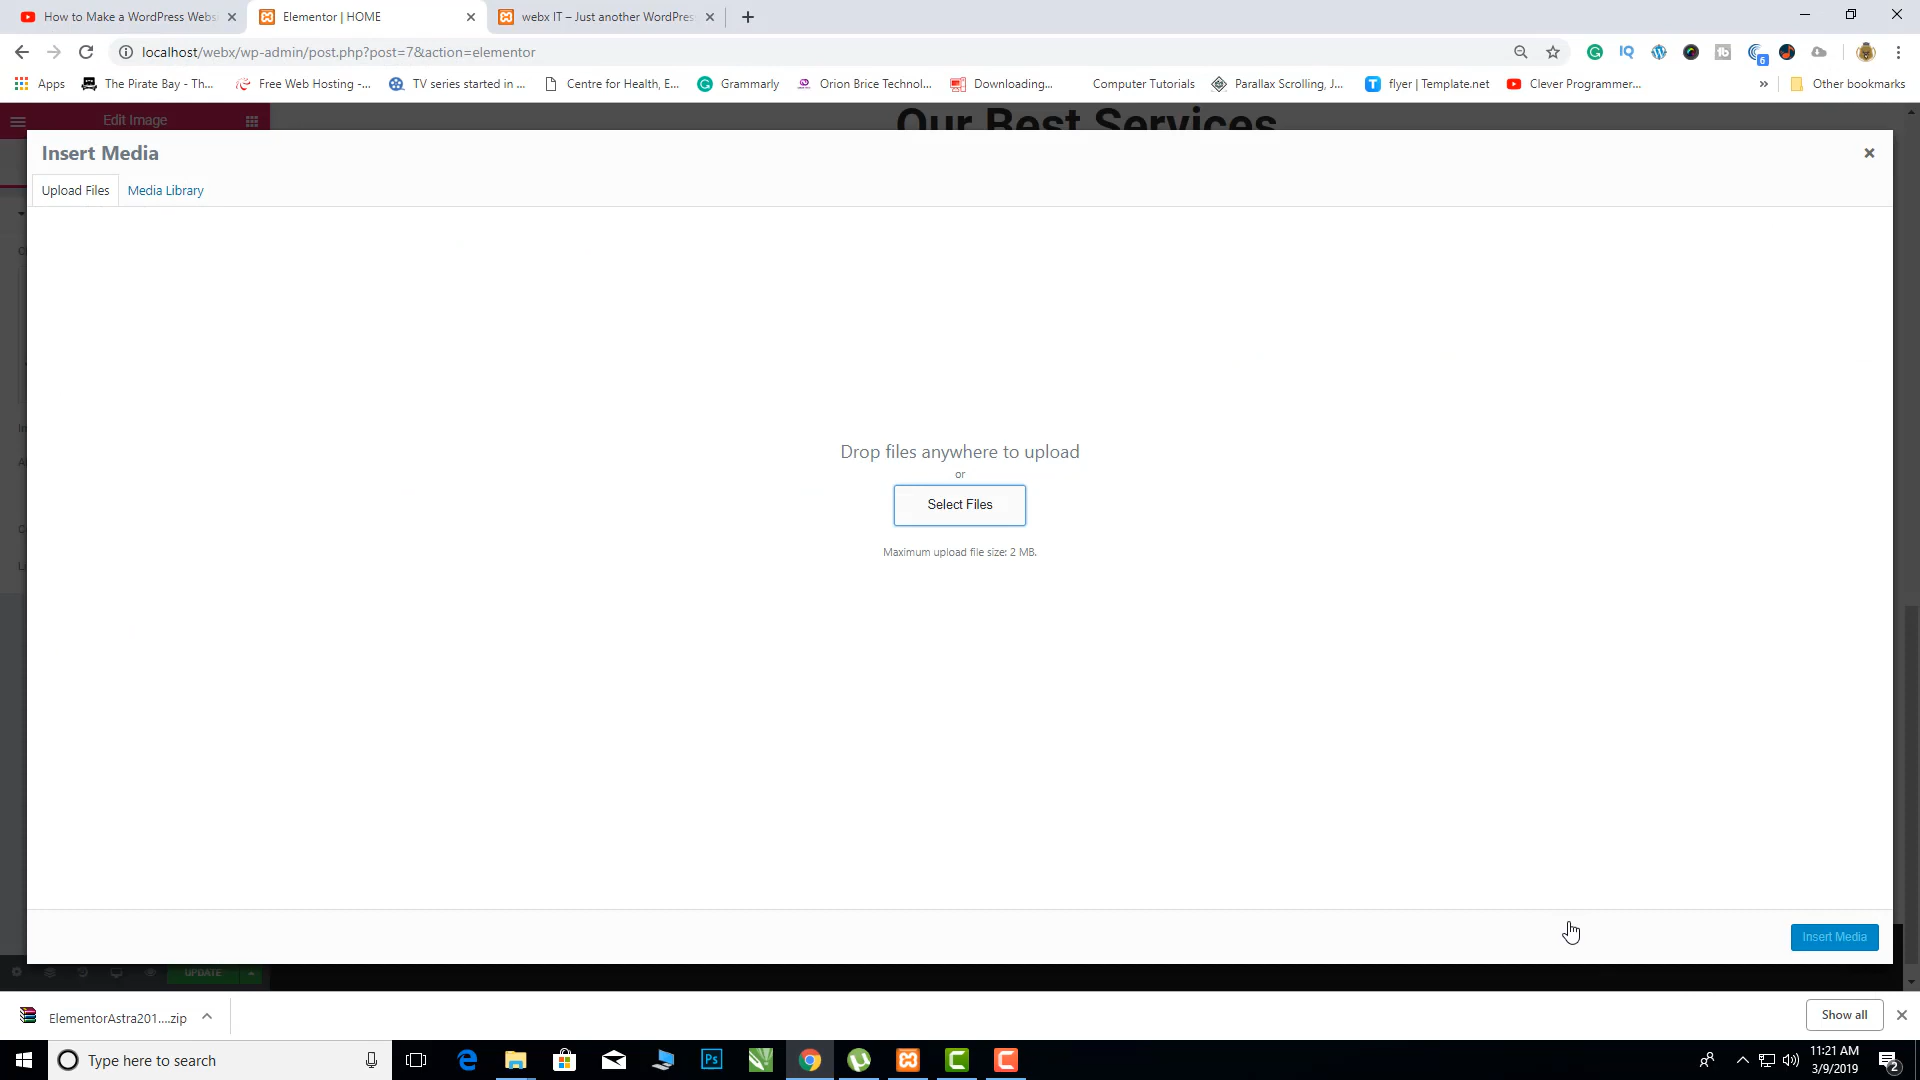 How to Make a WordPress Webs
Elementor | HOME
webx IT – Just another WordPres
localhost/webx/wp-admin/post.php?post=7&action=elementor
Apps
The Pirate Bay - Th...
Free Web Hosting -...
TV series started in ...
Centre for Health, E...
Grammarly
Orion Brice Technol...
Downloading...
Computer Tutorials
Parallax Scrolling, J...
flyer | Template.net
Clever Programmer...
»
Other bookmarks
Edit Image
Our Best Services
Insert Media
Upload Files
Media Library
Drop files anywhere to upload
or
Select Files
Maximum upload file size: 2 MB.
Insert Media
UPDATE
ElementorAstra201....zip
Show all
Type here to search
11:21 AM
3/9/2019